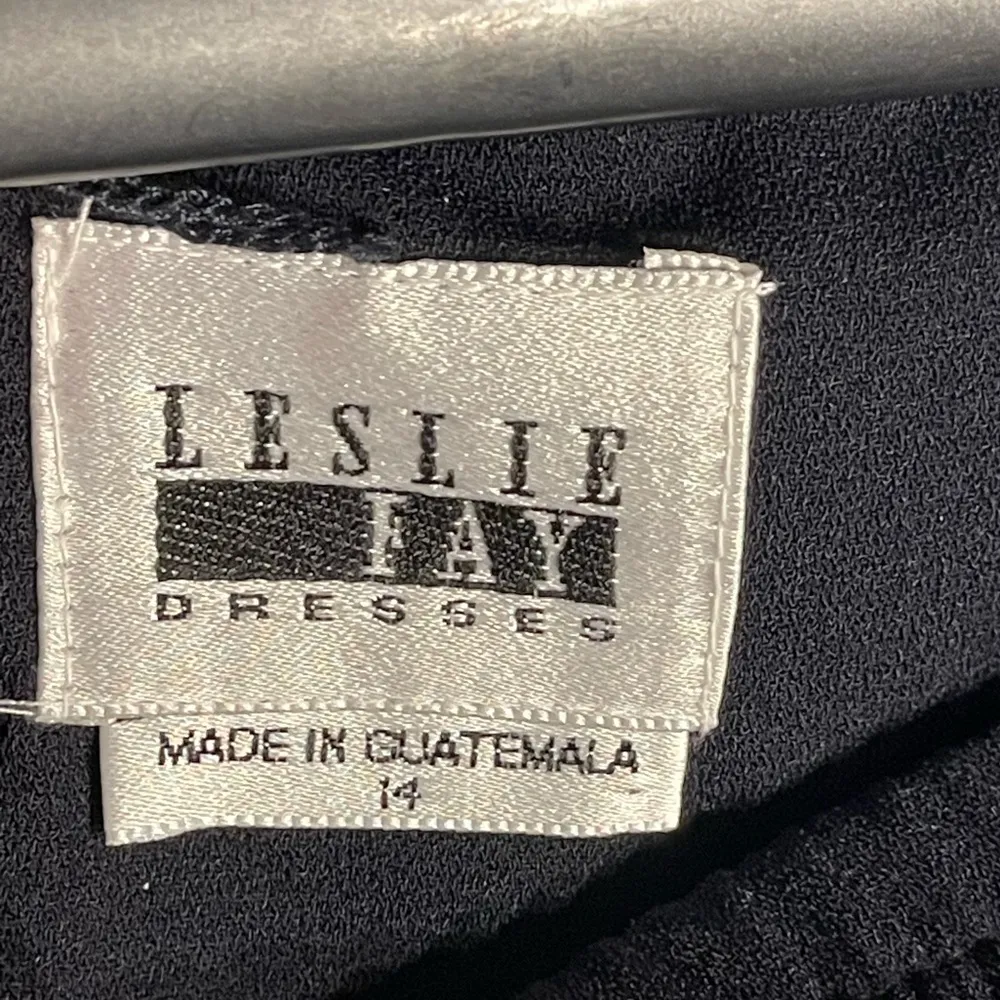 LESLIE
FAY
DRESSES
MADE IN GUATEMALA
14